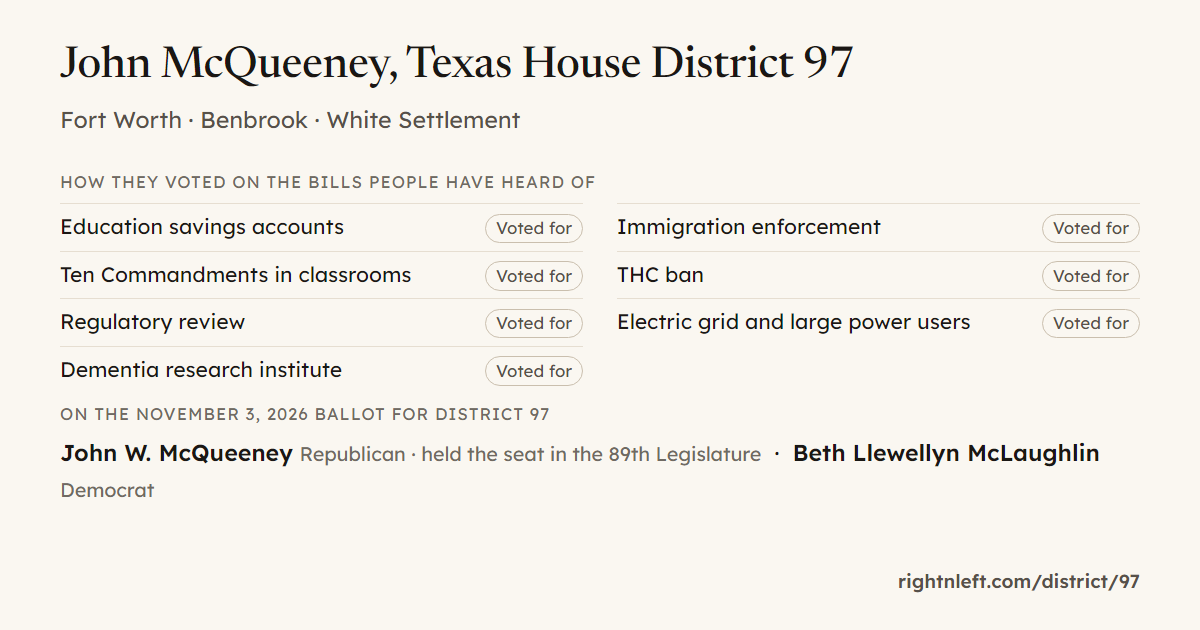 John McQueeney, Texas House District 97
Fort Worth · Benbrook · White Settlement
HOW THEY VOTED ON THE BILLS PEOPLE HAVE HEARD OF
Education savings accounts Voted for
Ten Commandments in classrooms Voted for
Regulatory review Voted for
Dementia research institute Voted for
Immigration enforcement Voted for
THC ban Voted for
Electric grid and large power users Voted for
ON THE NOVEMBER 3, 2026 BALLOT FOR DISTRICT 97
John W. McQueeney Republican · held the seat in the 89th Legislature · Beth Llewellyn McLaughlin
Democrat
rightnleft.com/district/97